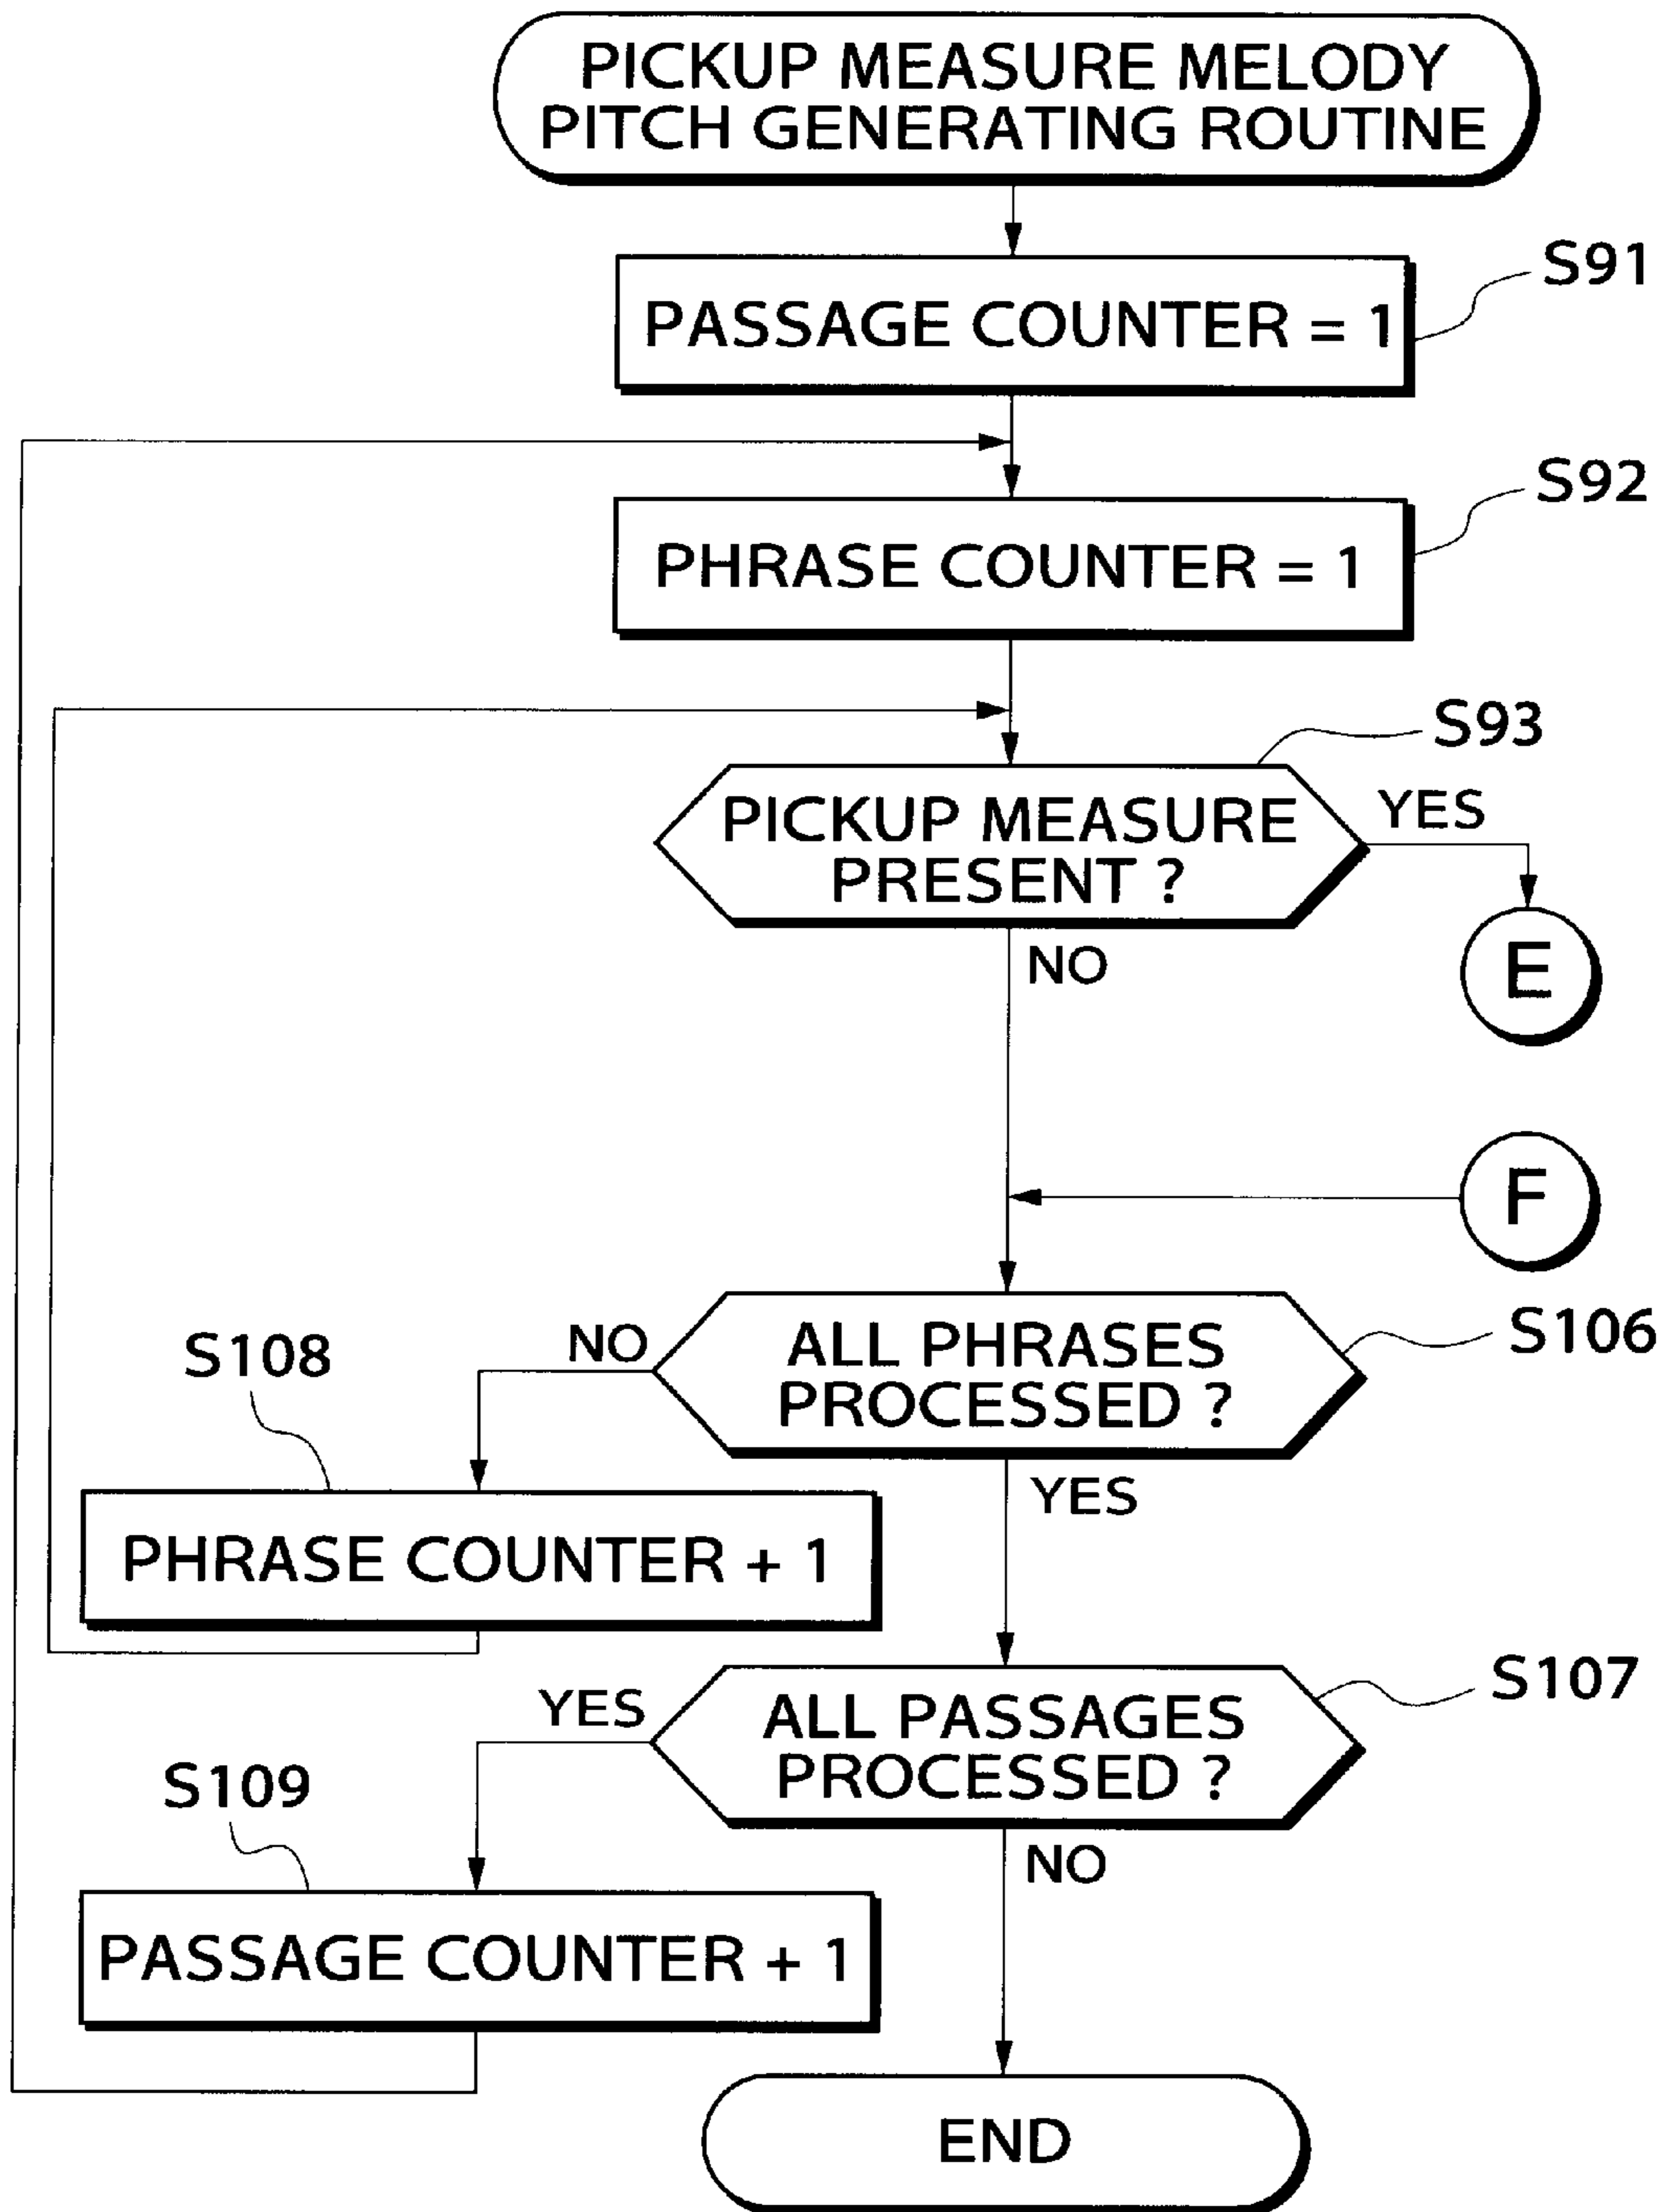 PICKUP MEASURE MELODY
PITCH GENERATING ROUTINE
S91
PASSAGE COUNTER = 1
S92
PHRASE COUNTER = 1
S93
PICKUP MEASURE
PRESENT ?
YES
E
NO
F
S106
ALL PHRASES
PROCESSED ?
NO
S108
YES
PHRASE COUNTER + 1
S107
ALL PASSAGES
PROCESSED ?
YES
S109
NO
PASSAGE COUNTER + 1
END